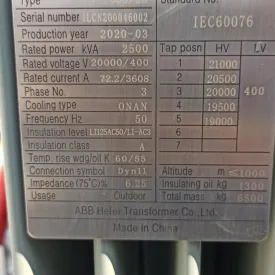 Type
Serial number 1LCN200846002 IEC60076
Production year 2020-03
Rated power kVA 2500 Tap posn HV LV
Rated voltage V 20000/400 1 21000
Rated current A 72.2/3608 2 20500
Phase No. 3 3 20000 400
Cooling type ONAN 4 19500
Frequency Hz 50 5 19000
Insulation level LI125AC50/LI-AC3 6
Insulation class A 7
Temp. rise wdg/oil K 60/55
Connection symbol Dyn11 Altitude m ≤1000
Impedance(75°C)% 6.25 Insulating oil kg 1300
Usage Outdoor Total mass kg 6500
ABB Hefei Transformer Co.,Ltd.
Made in China